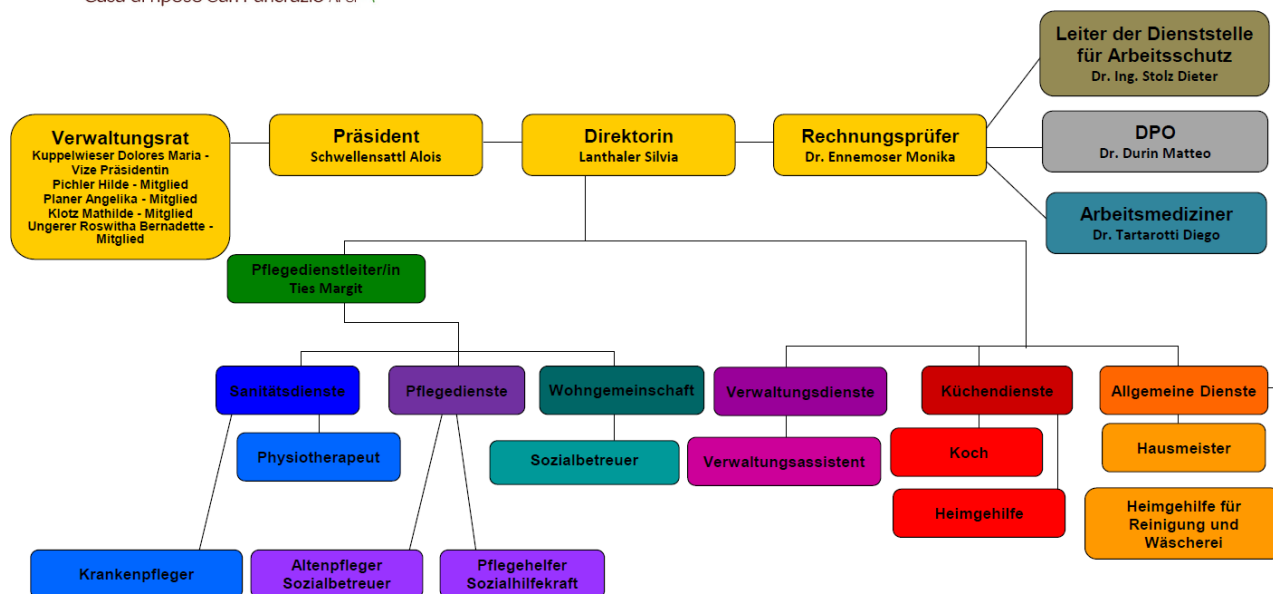 Leiter der Dienststelle
für Arbeitsschutz
Dr. Ing. Stolz Dieter
Verwaltungsrat
Kuppelwieser Dolores Maria -
Vize Präsidentin
Pichler Hilde - Mitglied
Planer Angelika - Mitglied
Klotz Mathilde - Mitglied
Ungerer Roswitha Bernadette -
Mitglied
Präsident
Schwellensattl Alois
Direktorin
Lanthaler Silvia
Rechnungsprüfer
Dr. Ennemoser Monika
DPO
Dr. Durin Matteo
Arbeitsmediziner
Dr. Tartarotti Diego
Pflegedienstleiter/in
Ties Margit
Sanitätsdienste
Pflegedienste
Wohngemeinschaft
Verwaltungsdienste
Küchendienste
Allgemeine Dienste
Physiotherapeut
Sozialbetreuer
Verwaltungsassistent
Koch
Hausmeister
Heimgehilfe
Heimgehilfe für
Reinigung und
Wäscherei
Krankenpfleger
Altenpfleger
Sozialbetreuer
Pflegehelfer
Sozialhilfekraft